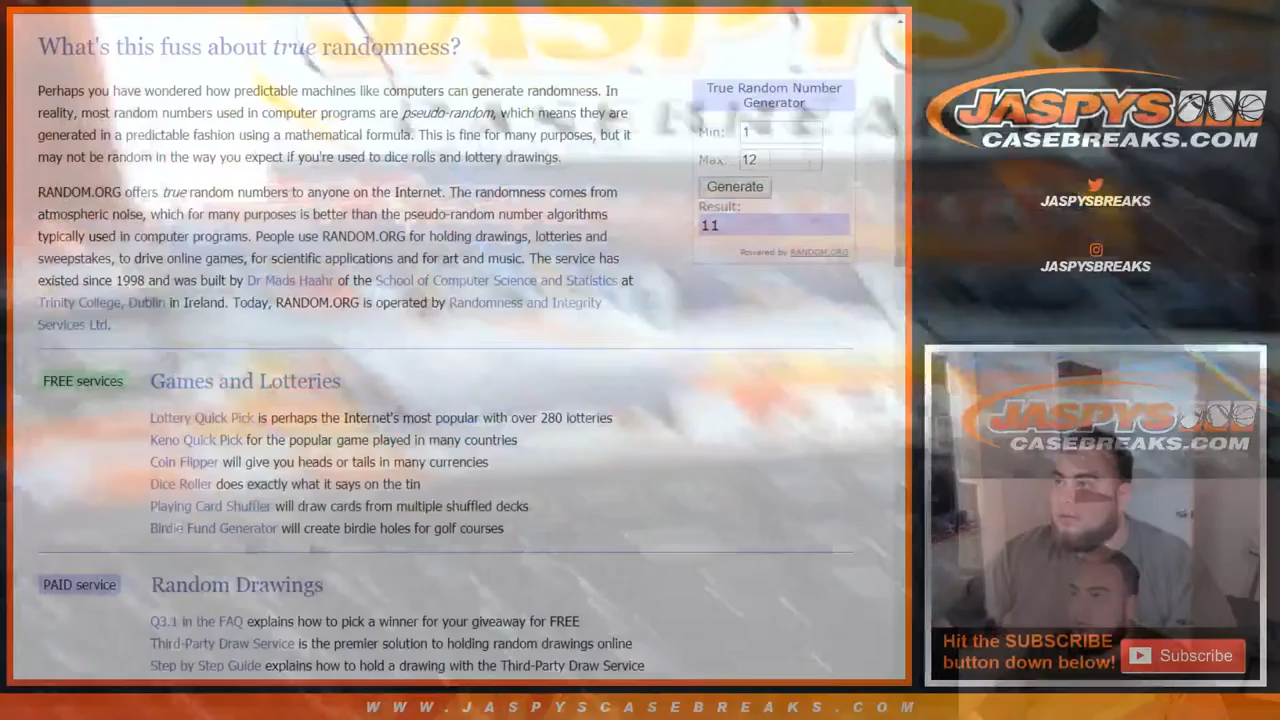 What's this fuss about true randomness?
Perhaps you have wondered how predictable machines like computers can generate randomness. In
reality, most random numbers used in computer programs are pseudo-random, which means they are
generated in a predictable fashion using a mathematical formula. This is fine for many purposes, but it
may not be random in the way you expect if you're used to dice rolls and lottery drawings.
RANDOM.ORG offers true random numbers to anyone on the Internet. The randomness comes from
atmospheric noise, which for many purposes is better than the pseudo-random number algorithms
typically used in computer programs. People use RANDOM.ORG for holding drawings, lotteries and
sweepstakes, to drive online games, for scientific applications and for art and music. The service has
existed since 1998 and was built by Dr Mads Haahr of the School of Computer Science and Statistics at
Trinity College, Dublin in Ireland. Today, RANDOM.ORG is operated by Randomness and Integrity
Services Ltd.
True Random Number
Generator
Min: 1
Max: 12
Generate
Result:
11
Powered by RANDOM.ORG
FREE services
Games and Lotteries
Lottery Quick Pick is perhaps the Internet's most popular with over 280 lotteries
Keno Quick Pick for the popular game played in many countries
Coin Flipper will give you heads or tails in many currencies
Dice Roller does exactly what it says on the tin
Playing Card Shuffler will draw cards from multiple shuffled decks
Birdie Fund Generator will create birdie holes for golf courses
PAID service
Random Drawings
Q3.1 in the FAQ explains how to pick a winner for your giveaway for FREE
Third-Party Draw Service is the premier solution to holding random drawings online
Step by Step Guide explains how to hold a drawing with the Third-Party Draw Service
JASPYS
CASEBREAKS.COM
JASPYSBREAKS
JASPYSBREAKS
JASPYS
CASEBREAKS.COM
Hit the SUBSCRIBE
button down below!
Subscribe
WWW.JASPYSCASEBREAKS.COM